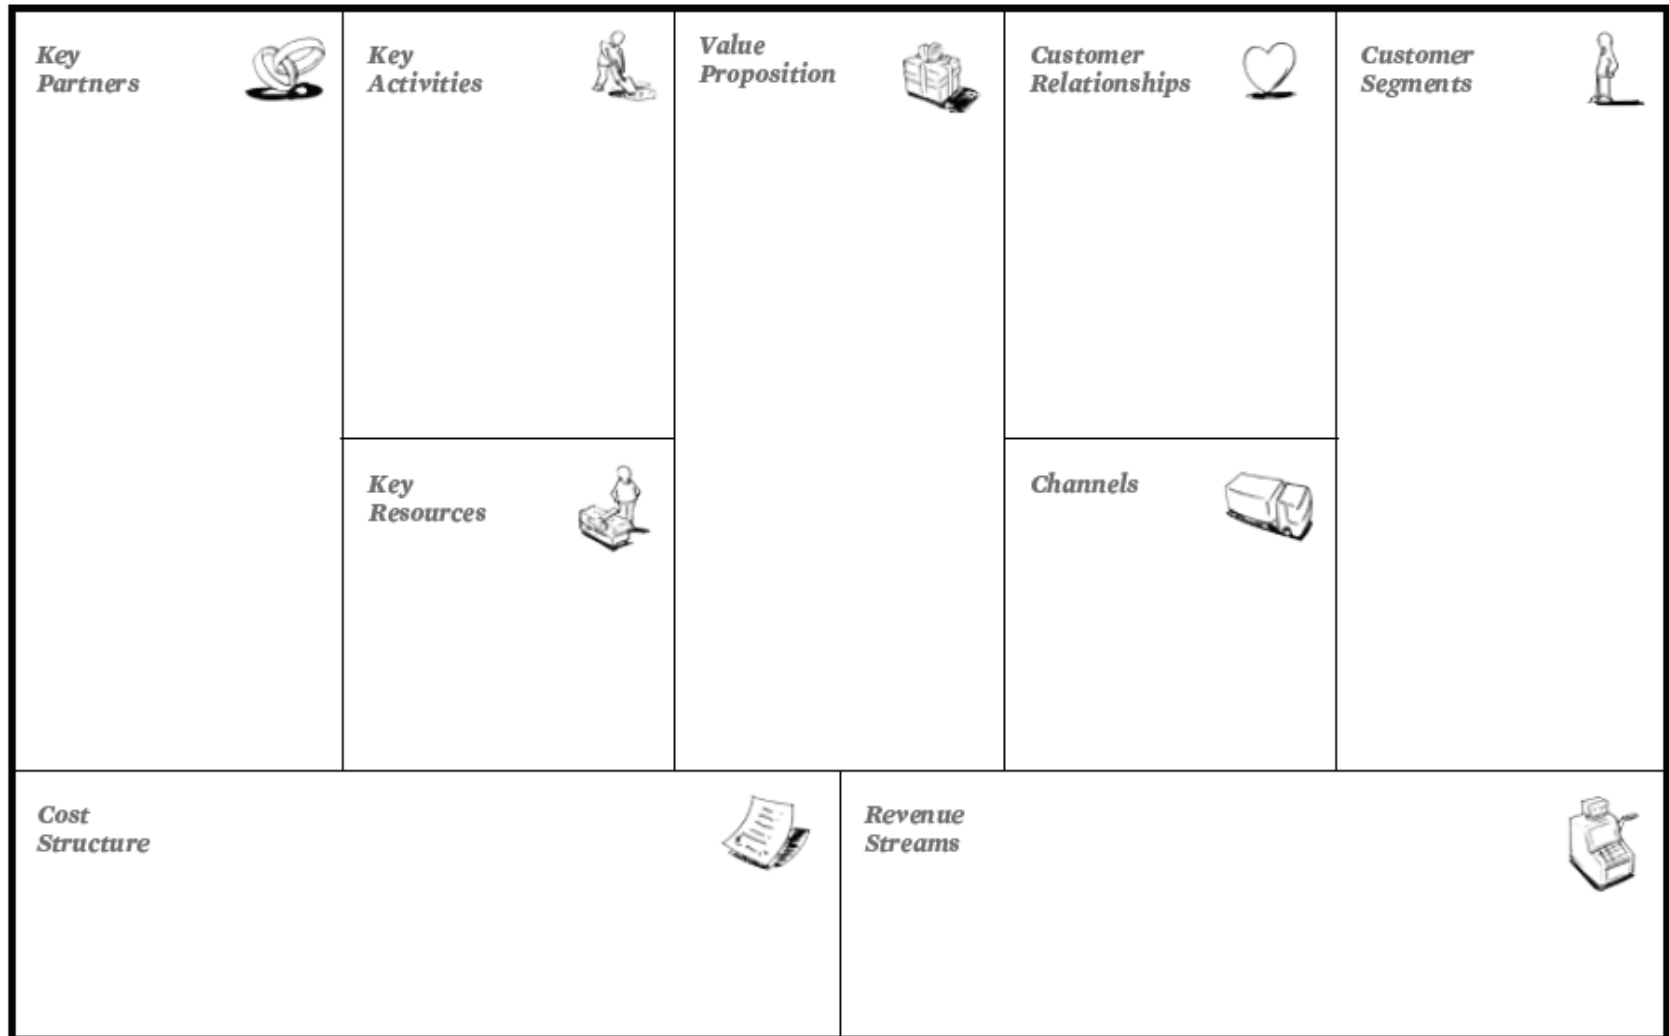 Key
Partners
Key
Activities
Value
Proposition
Customer
Relationships
Customer
Segments
Key
Resources
Channels
Cost
Structure
Revenue
Streams